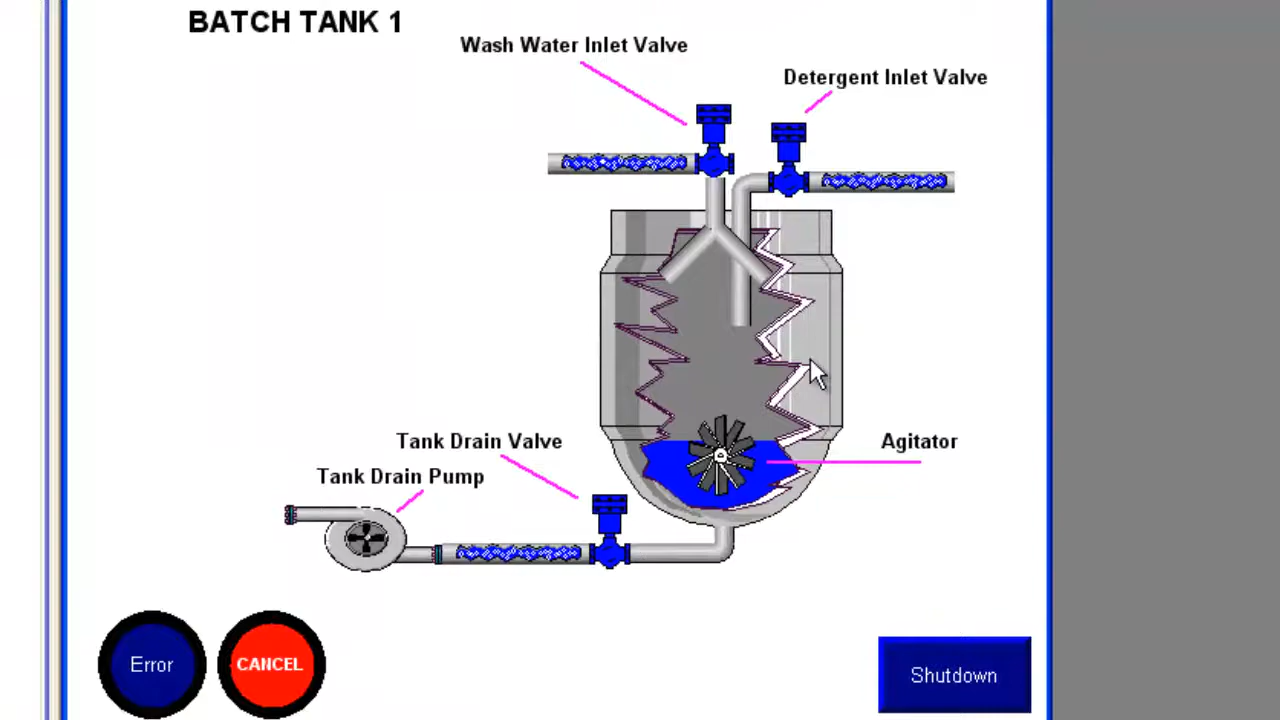 BATCH TANK 1
Wash Water Inlet Valve
Detergent Inlet Valve
Tank Drain Valve
Agitator
Tank Drain Pump
Error
CANCEL
Shutdown